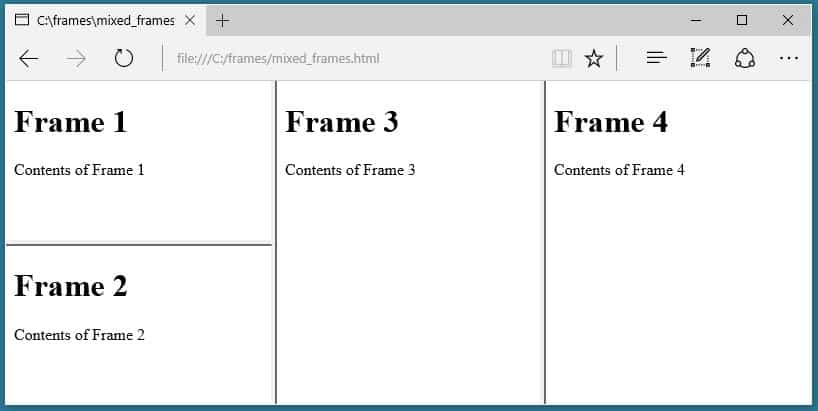 C:\frames\mixed_frames
file:///C:/frames/mixed_frames.html
Frame 1
Contents of Frame 1
Frame 2
Contents of Frame 2
Frame 3
Contents of Frame 3
Frame 4
Contents of Frame 4